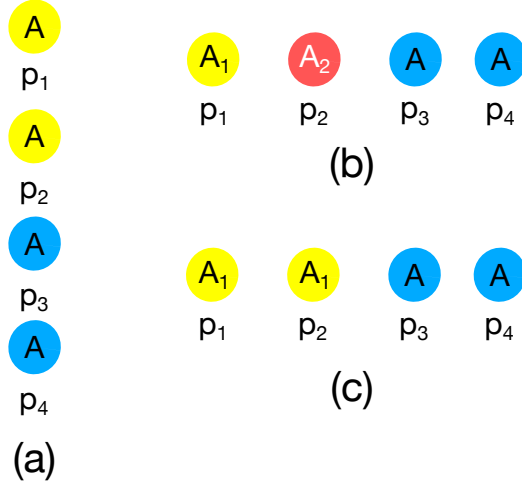 A
p₁
A
p₂
A
p₃
A
p₄
(a)
A₁ A₂ A A
p₁ p₂ p₃ p₄
(b)
A₁ A₁ A A
p₁ p₂ p₃ p₄
(c)